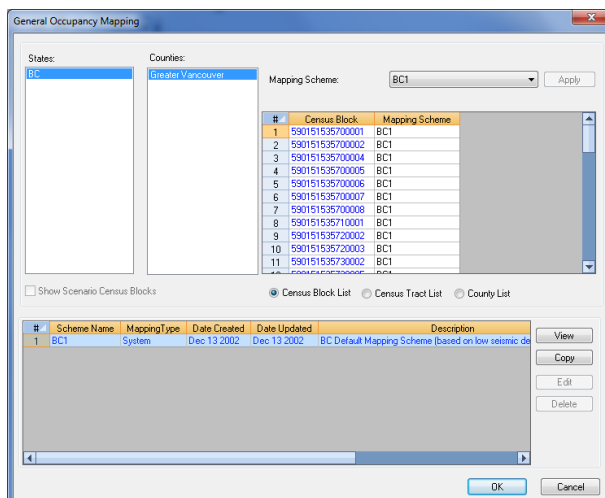 General Occupancy Mapping
States:
Counties:
BC
Greater Vancouver
Mapping Scheme:
BC1
Apply
# Census Block Mapping Scheme
1 590151535700001 BC1
2 590151535700002 BC1
3 590151535700004 BC1
4 590151535700005 BC1
5 590151535700006 BC1
6 590151535700007 BC1
7 590151535700008 BC1
8 590151535710001 BC1
9 590151535720002 BC1
10 590151535720003 BC1
11 590151535730002 BC1
Show Scenario Census Blocks
Census Block List Census Tract List County List
# Scheme Name MappingType Date Created Date Updated Description
1 BC1 System Dec 13 2002 Dec 13 2002 BC Default Mapping Scheme (based on low seismic de
View
Copy
Edit
Delete
OK Cancel